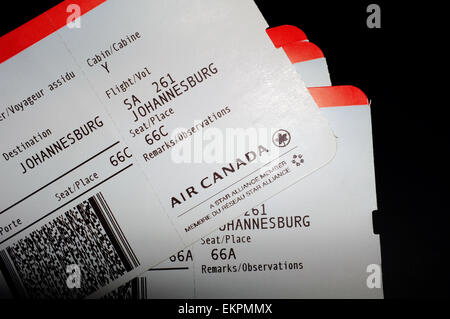 Cabin/Cabine
Y
Flight/Vol
SA 261
JOHANNESBURG
Seat/Place
66C
Remarks/Observations
er/Voyageur assidu
Destination
JOHANNESBURG
66C
Seat/Place
Porte
AIR CANADA
A STAR ALLIANCE MEMBER
MEMBRE DU RÉSEAU STAR ALLIANCE
261
JOHANNESBURG
Seat/Place
66A
66A
Remarks/Observations
alamy